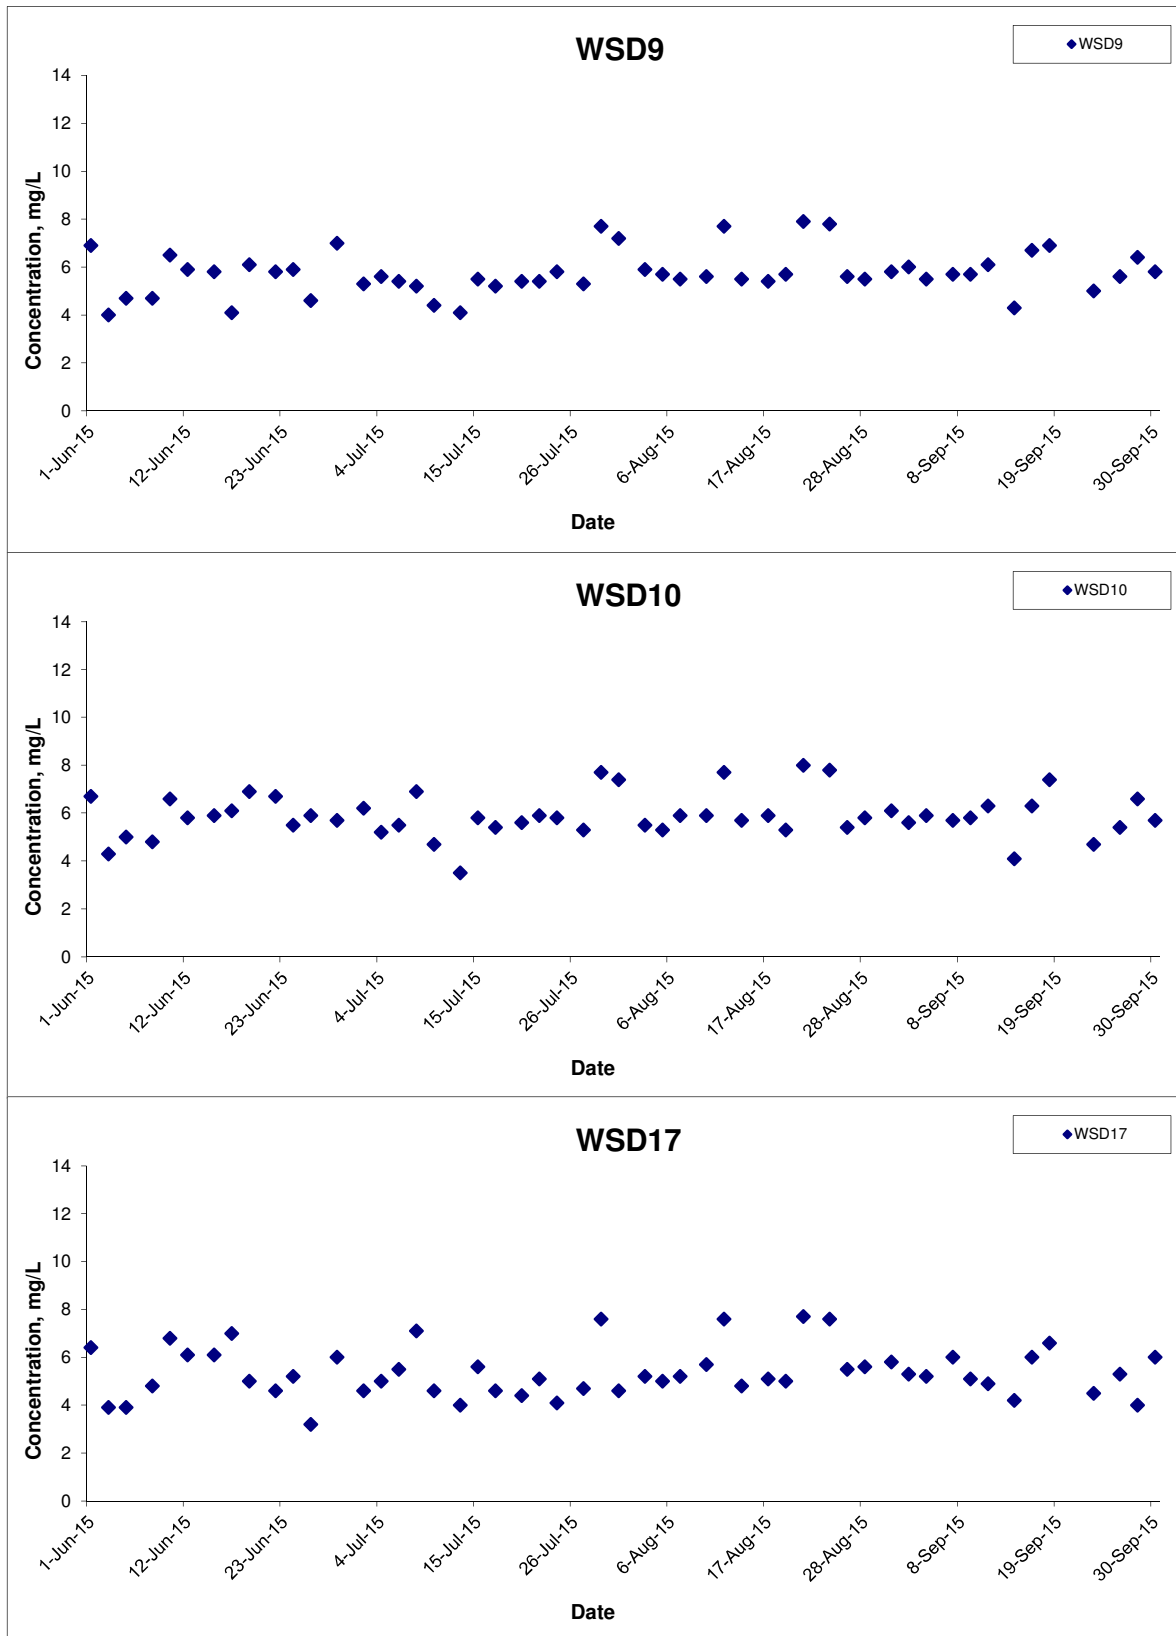 WSD9
WSD9
14
12
10
8
6
4
2
0
Concentration, mg/L
1-Jun-15
12-Jun-15
23-Jun-15
4-Jul-15
15-Jul-15
26-Jul-15
6-Aug-15
17-Aug-15
28-Aug-15
8-Sep-15
19-Sep-15
30-Sep-15
Date
WSD10
WSD10
14
12
10
8
6
4
2
0
Concentration, mg/L
1-Jun-15
12-Jun-15
23-Jun-15
4-Jul-15
15-Jul-15
26-Jul-15
6-Aug-15
17-Aug-15
28-Aug-15
8-Sep-15
19-Sep-15
30-Sep-15
Date
WSD17
WSD17
14
12
10
8
6
4
2
0
Concentration, mg/L
1-Jun-15
12-Jun-15
23-Jun-15
4-Jul-15
15-Jul-15
26-Jul-15
6-Aug-15
17-Aug-15
28-Aug-15
8-Sep-15
19-Sep-15
30-Sep-15
Date